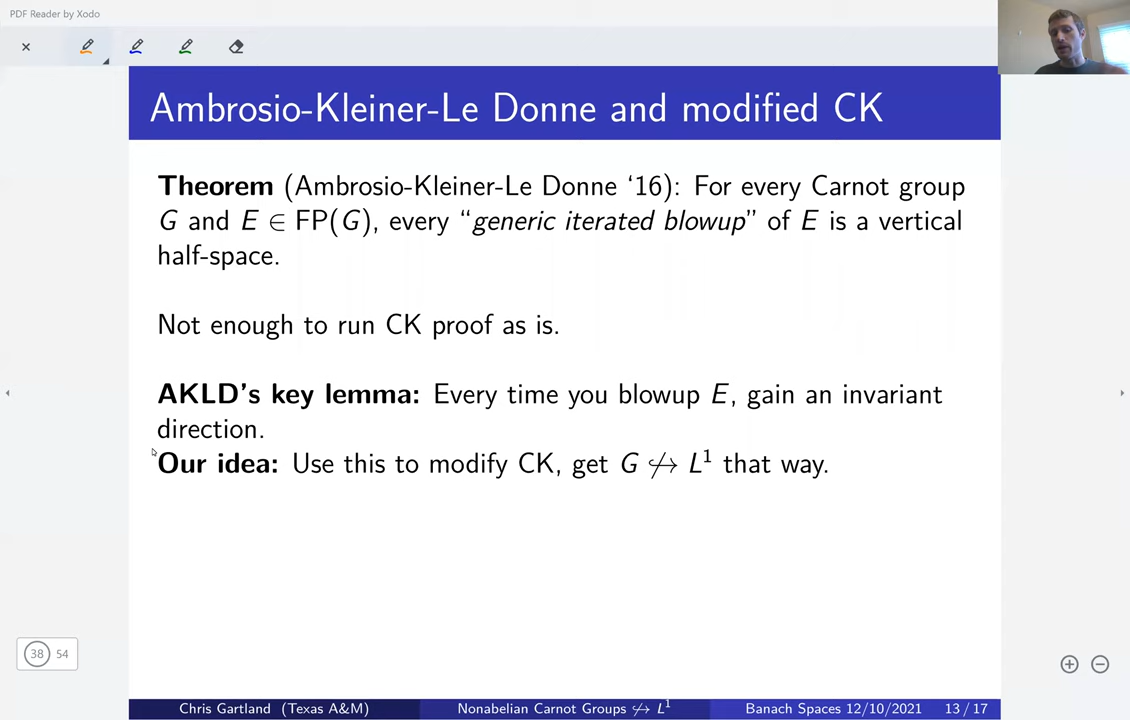 PDF Reader by Xodo
Ambrosio-Kleiner-Le Donne and modified CK
Theorem (Ambrosio-Kleiner-Le Donne ‘16): For every Carnot group
G and E ∈ FP(G), every “generic iterated blowup” of E is a vertical
half-space.
Not enough to run CK proof as is.
AKLD’s key lemma: Every time you blowup E, gain an invariant
direction.
Our idea: Use this to modify CK, get G ↪̸ L¹ that way.
38 54
Chris Gartland (Texas A&M) Nonabelian Carnot Groups ↪̸ L¹ Banach Spaces 12/10/2021 13 / 17